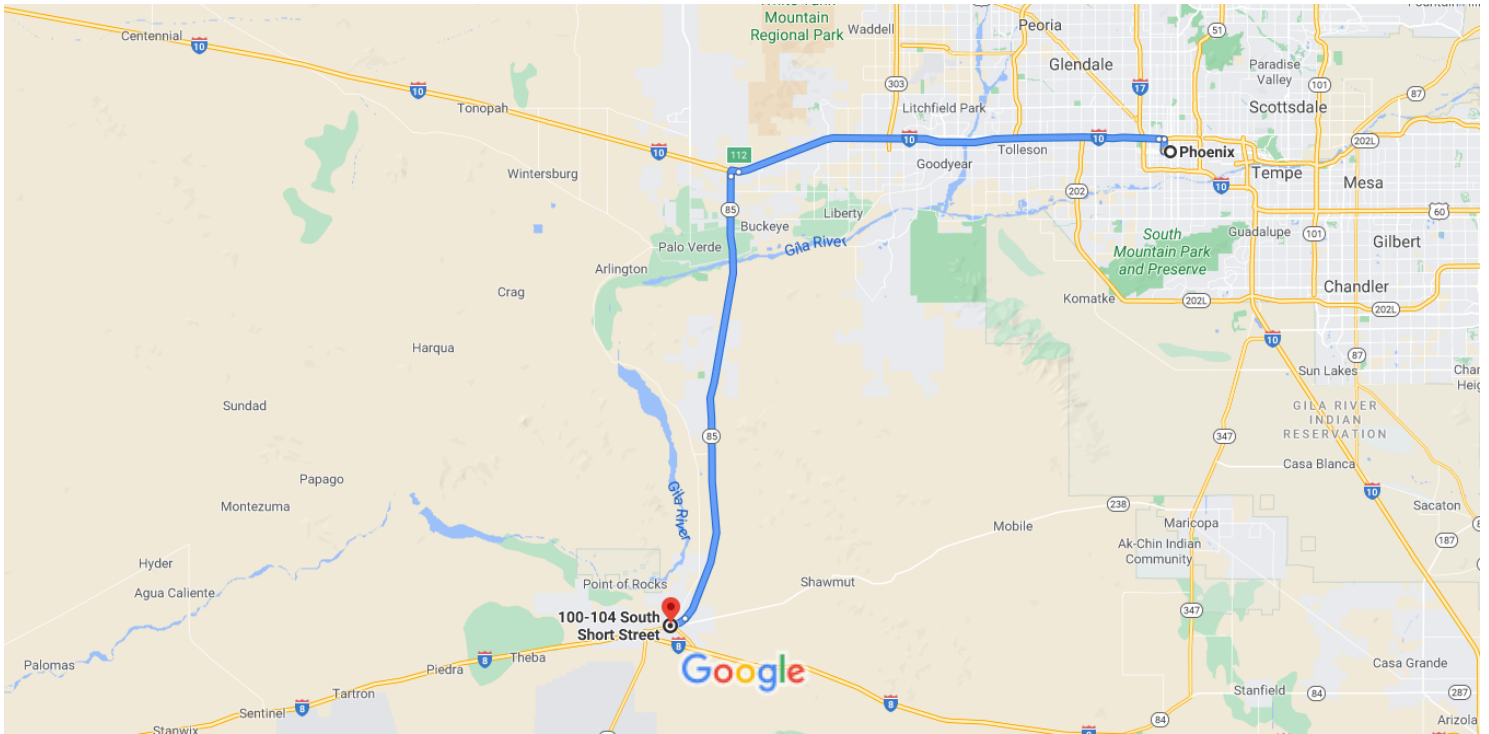 White Tank
Mountain
Regional Park
Waddell
Peoria
51
Centennial
10
Glendale
Paradise
Valley
101
87
10
Tonopah
303
Litchfield Park
17
Scottsdale
10
112
10
Tolleson
10
Phoenix
202L
Wintersburg
Goodyear
10
Tempe
Mesa
202
85
Buckeye
Liberty
60
Palo Verde
Gila River
South
Mountain Park
and Preserve
Guadalupe
101
Gilbert
Arlington
Crag
Komatke
202L
Chandler
202L
Harqua
10
87
Sun Lakes
Sundad
GILA RIVER
INDIAN
RESERVATION
85
347
Casa Blanca
Papago
Montezuma
Gila River
10
238
Sacaton
Mobile
Maricopa
187
Ak-Chin Indian
Community
Hyder
Agua Caliente
Point of Rocks
Shawmut
347
100-104 South
Short Street
8
Google
Palomas
Piedra
8
Theba
Casa Grande
Tartron
8
Stanfield
84
287
Sentinel
8
84
Arizola
Stanwix
8